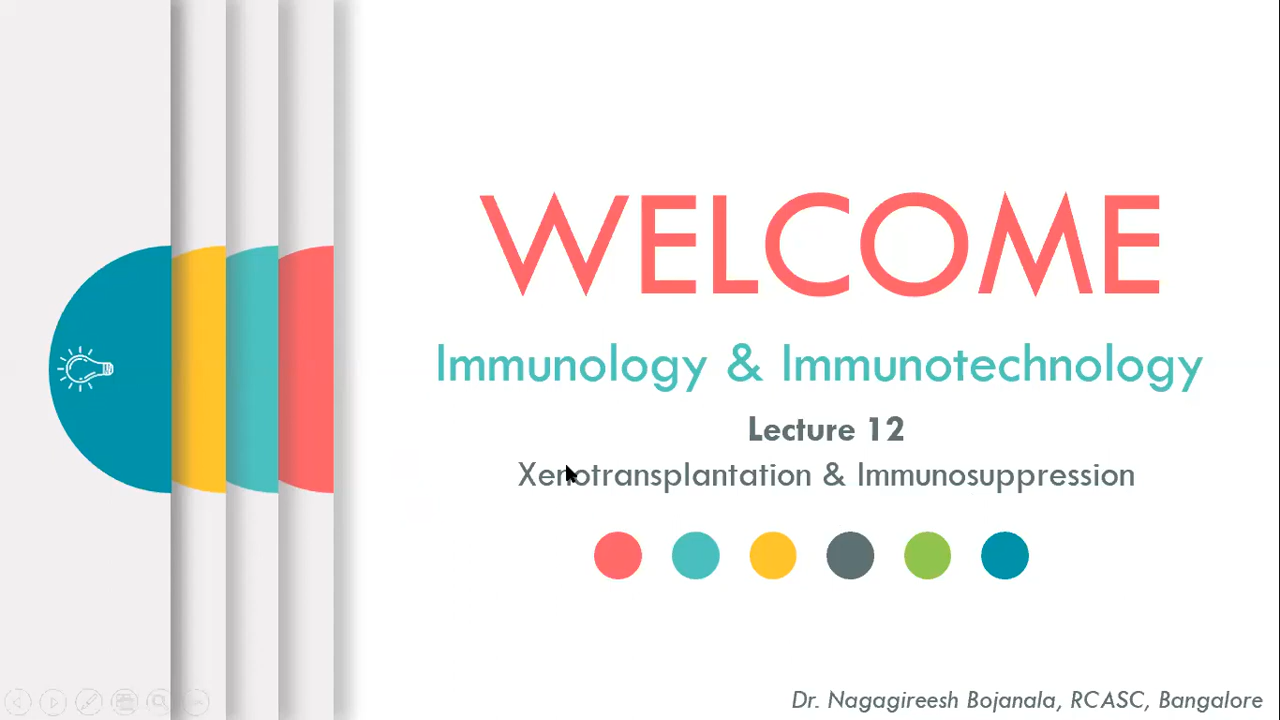 WELCOME
Immunology & Immunotechnology
Lecture 12
Xenotransplantation & Immunosuppression
Dr. Nagagireesh Bojanala, RCASC, Bangalore